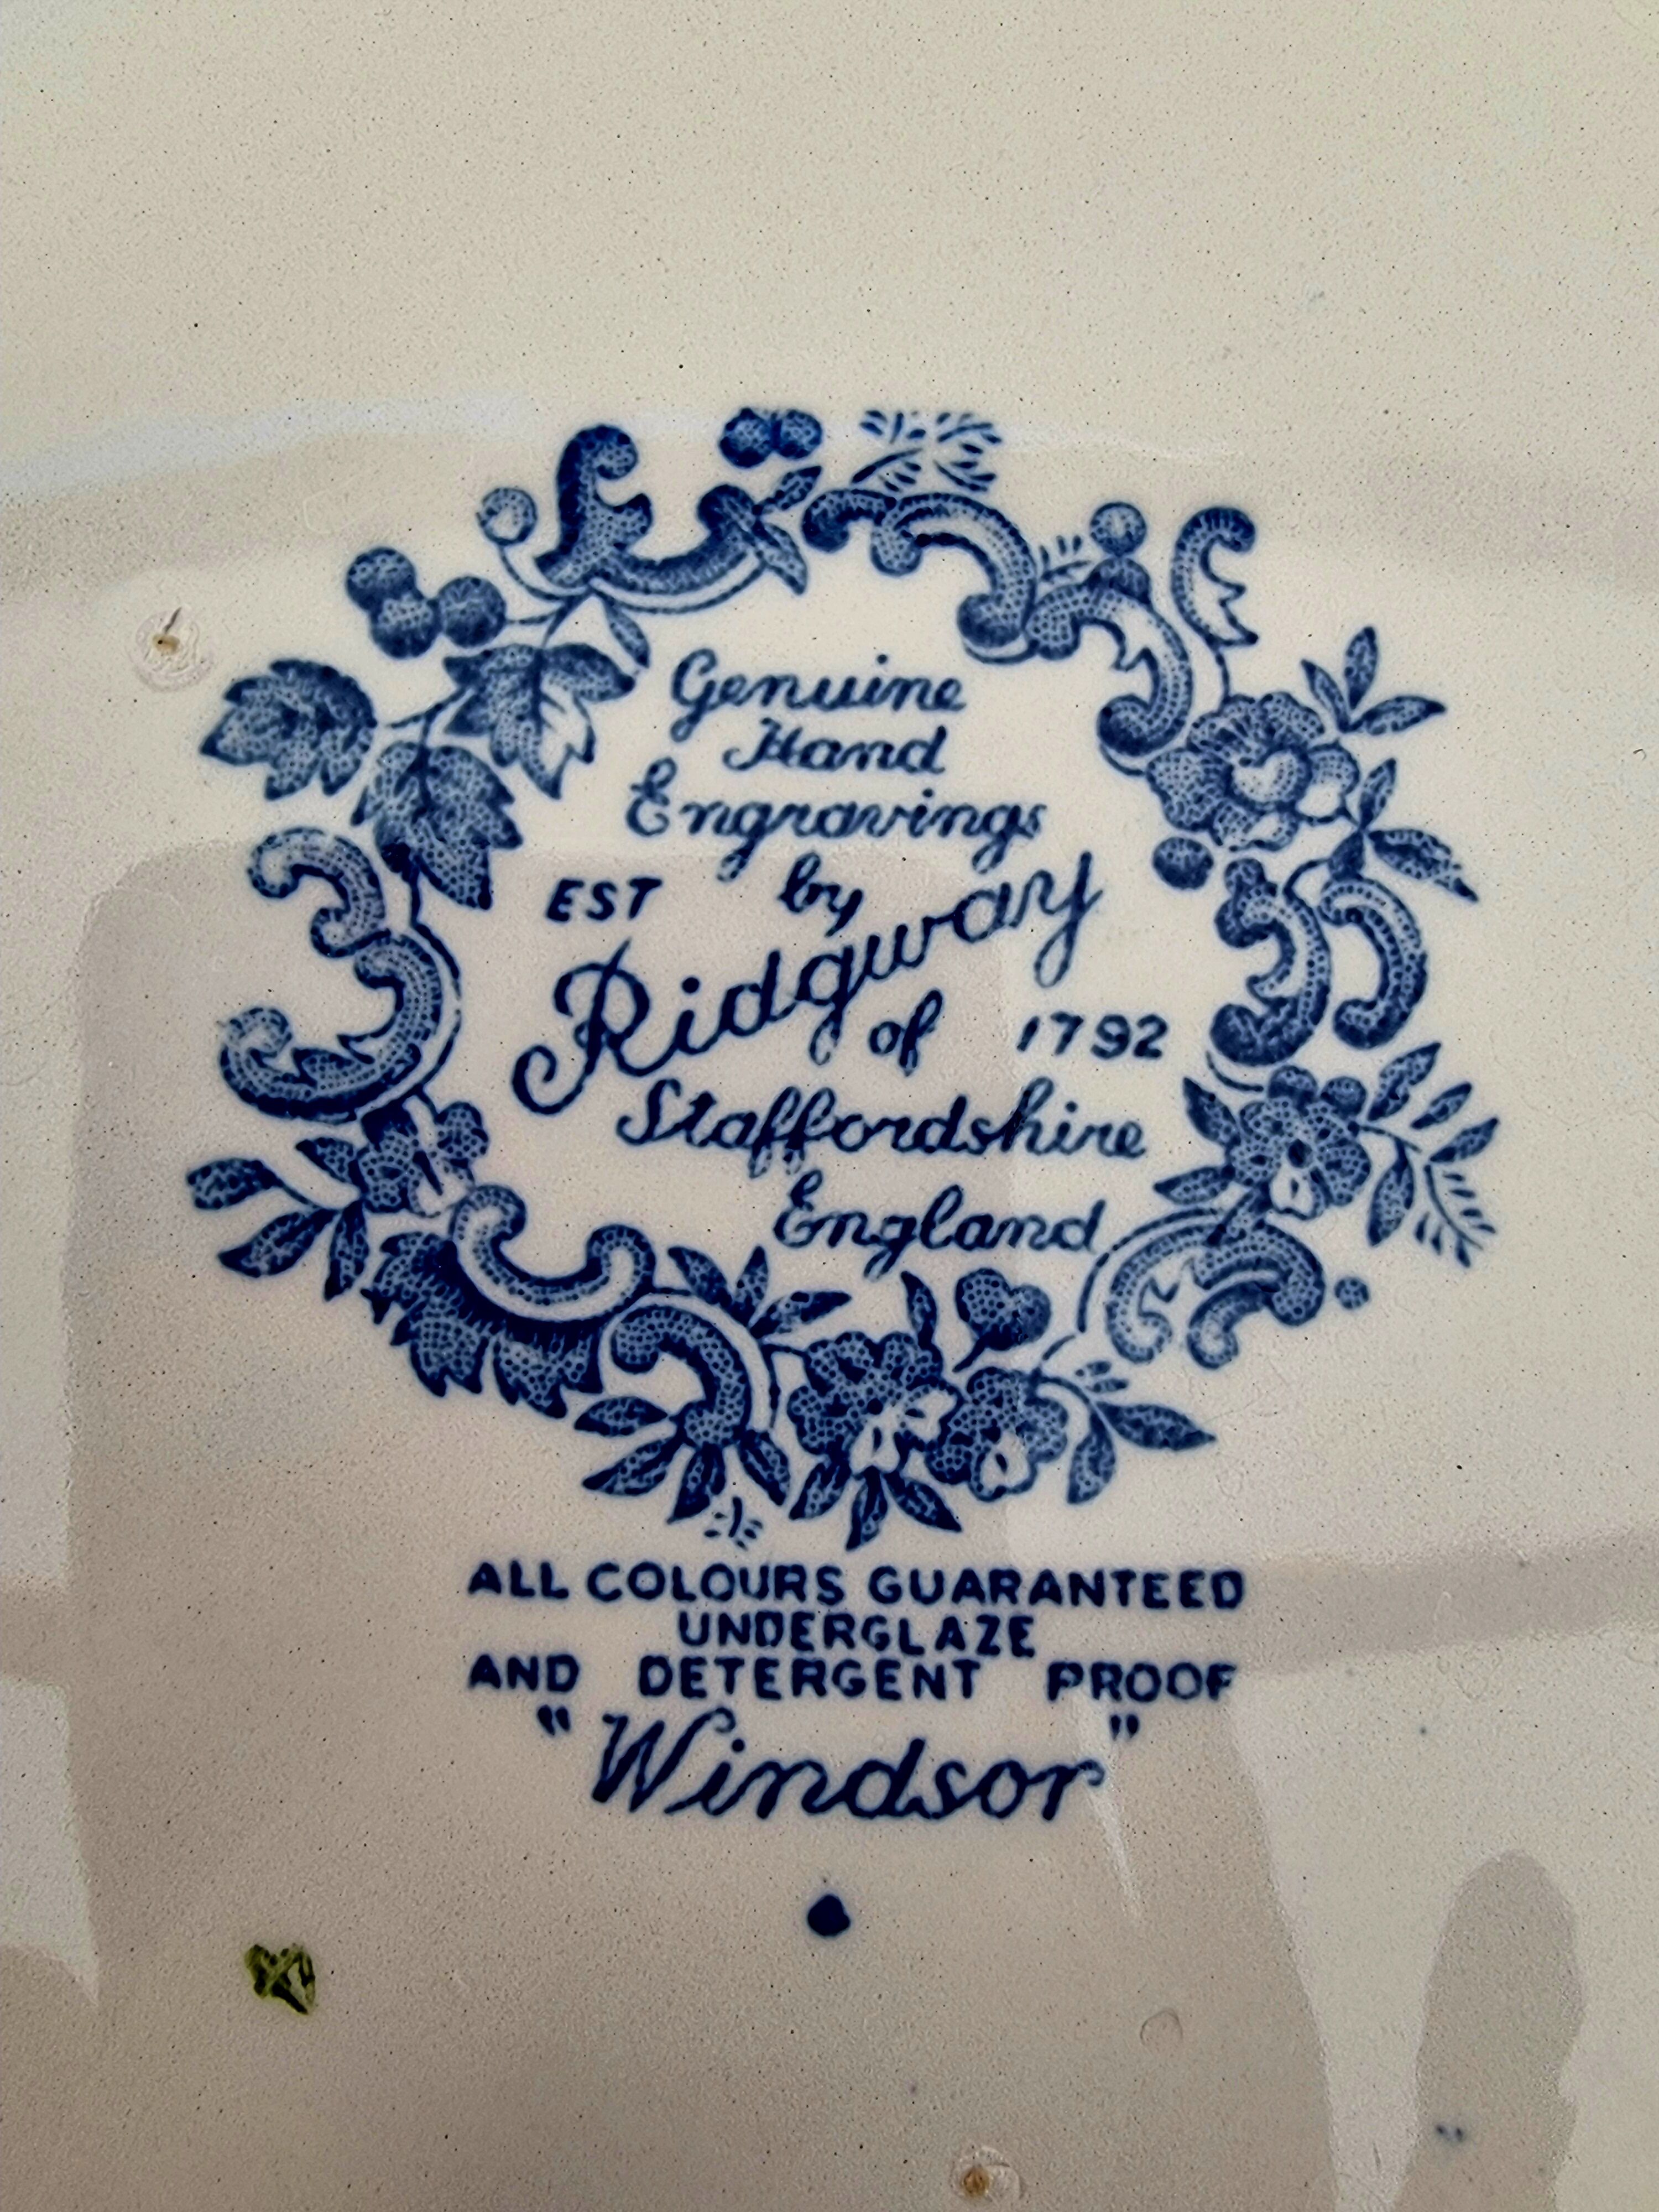 Genuine
Hand
Engravings
by
EST Ridgway
of 1792
Staffordshire
England
ALL COLOURS GUARANTEED
UNDERGLAZE
AND DETERGENT PROOF
"Windsor"